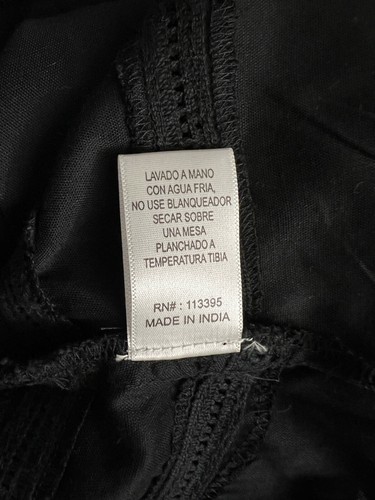 LAVADO A MANO
CON AGUA FRIA,
NO USE BLANQUEADOR
SECAR SOBRE
UNA MESA
PLANCHADO A
TEMPERATURA TIBIA
RN# : 113395
MADE IN INDIA